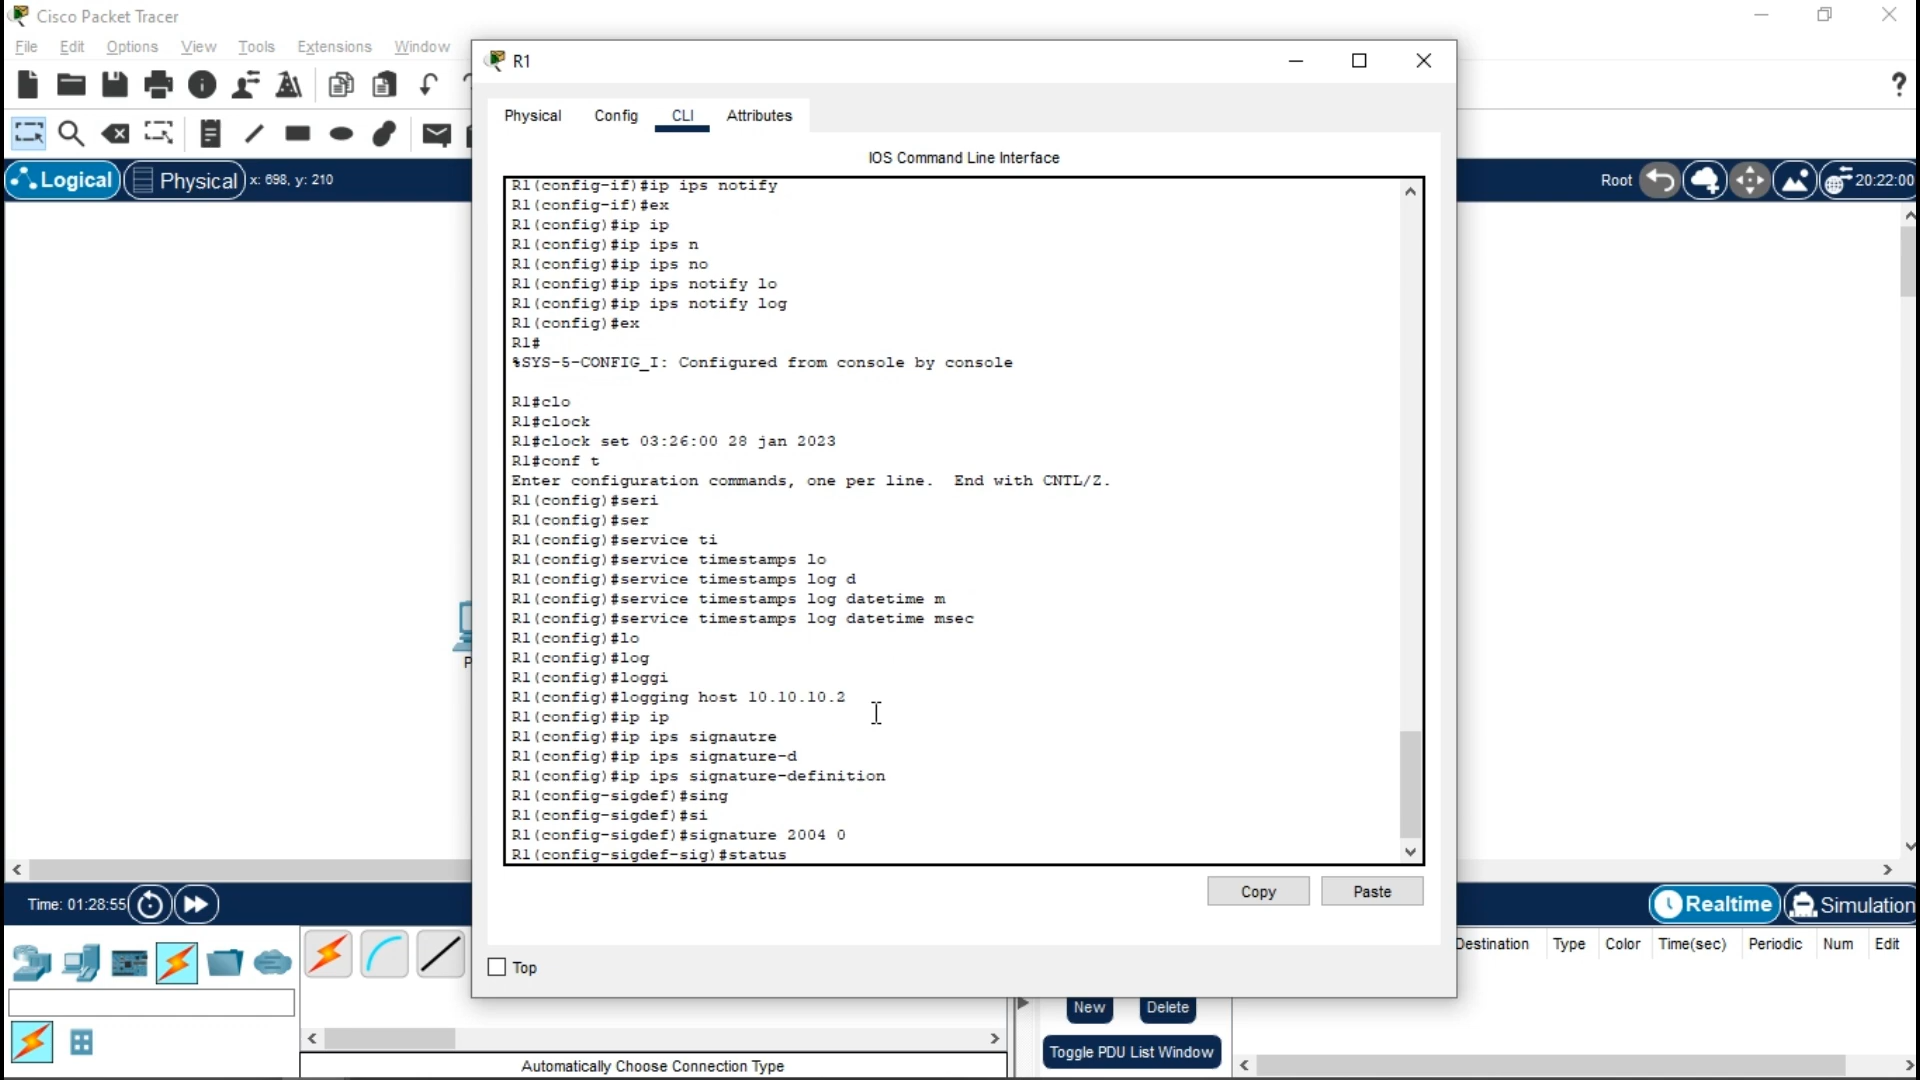 Cisco Packet Tracer
File Edit Options View Tools Extensions Window
R1
Physical Config CLI Attributes
IOS Command Line Interface
Logical Physical x: 698, y: 210
Root 20:22:00
R1(config-if)#ip ips notify
R1(config-if)#ex
R1(config)#ip ip
R1(config)#ip ips n
R1(config)#ip ips no
R1(config)#ip ips notify lo
R1(config)#ip ips notify log
R1(config)#ex
R1#
%SYS-5-CONFIG_I: Configured from console by console
R1#clo
R1#clock
R1#clock set 03:26:00 28 jan 2023
R1#conf t
Enter configuration commands, one per line.  End with CNTL/Z.
R1(config)#seri
R1(config)#ser
R1(config)#service ti
R1(config)#service timestamps lo
R1(config)#service timestamps log d
R1(config)#service timestamps log datetime m
R1(config)#service timestamps log datetime msec
R1(config)#lo
R1(config)#log
R1(config)#loggi
R1(config)#logging host 10.10.10.2
R1(config)#ip ip
R1(config)#ip ips signautre
R1(config)#ip ips signature-d
R1(config)#ip ips signature-definition
R1(config-sigdef)#sing
R1(config-sigdef)#si
R1(config-sigdef)#signature 2004 0
R1(config-sigdef-sig)#status
P
Copy Paste
Top
Time: 01:28:55
Realtime Simulation
Destination Type Color Time(sec) Periodic Num Edit
New Delete
Toggle PDU List Window
Automatically Choose Connection Type